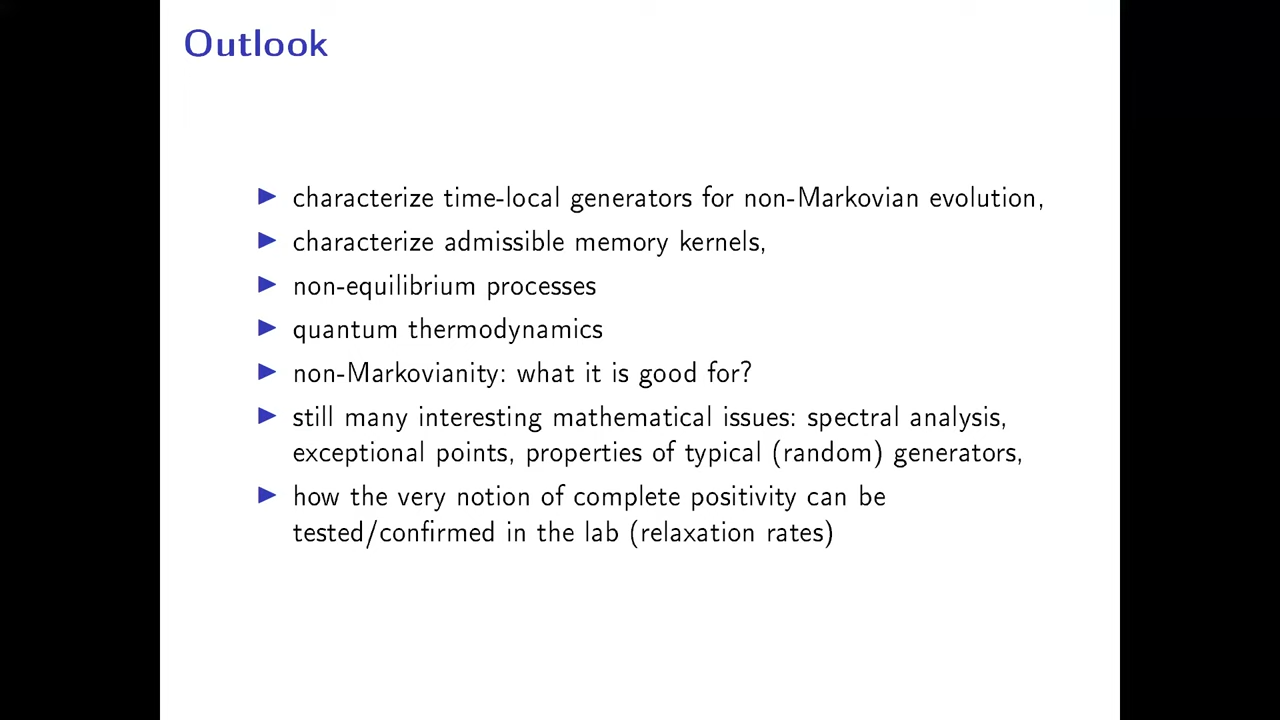 Outlook
▶ characterize time-local generators for non-Markovian evolution,
▶ characterize admissible memory kernels,
▶ non-equilibrium processes
▶ quantum thermodynamics
▶ non-Markovianity: what it is good for?
▶ still many interesting mathematical issues: spectral analysis,
exceptional points, properties of typical (random) generators,
▶ how the very notion of complete positivity can be
tested/confirmed in the lab (relaxation rates)